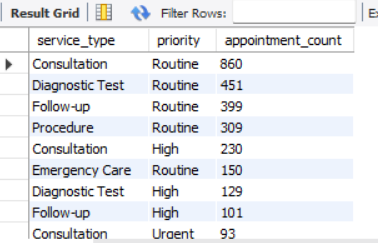 Result Grid Filter Rows: Ex
service_type priority appointment_count
Consultation Routine 860
Diagnostic Test Routine 451
Follow-up Routine 399
Procedure Routine 309
Consultation High 230
Emergency Care Routine 150
Diagnostic Test High 129
Follow-up High 101
Consultation Urgent 93